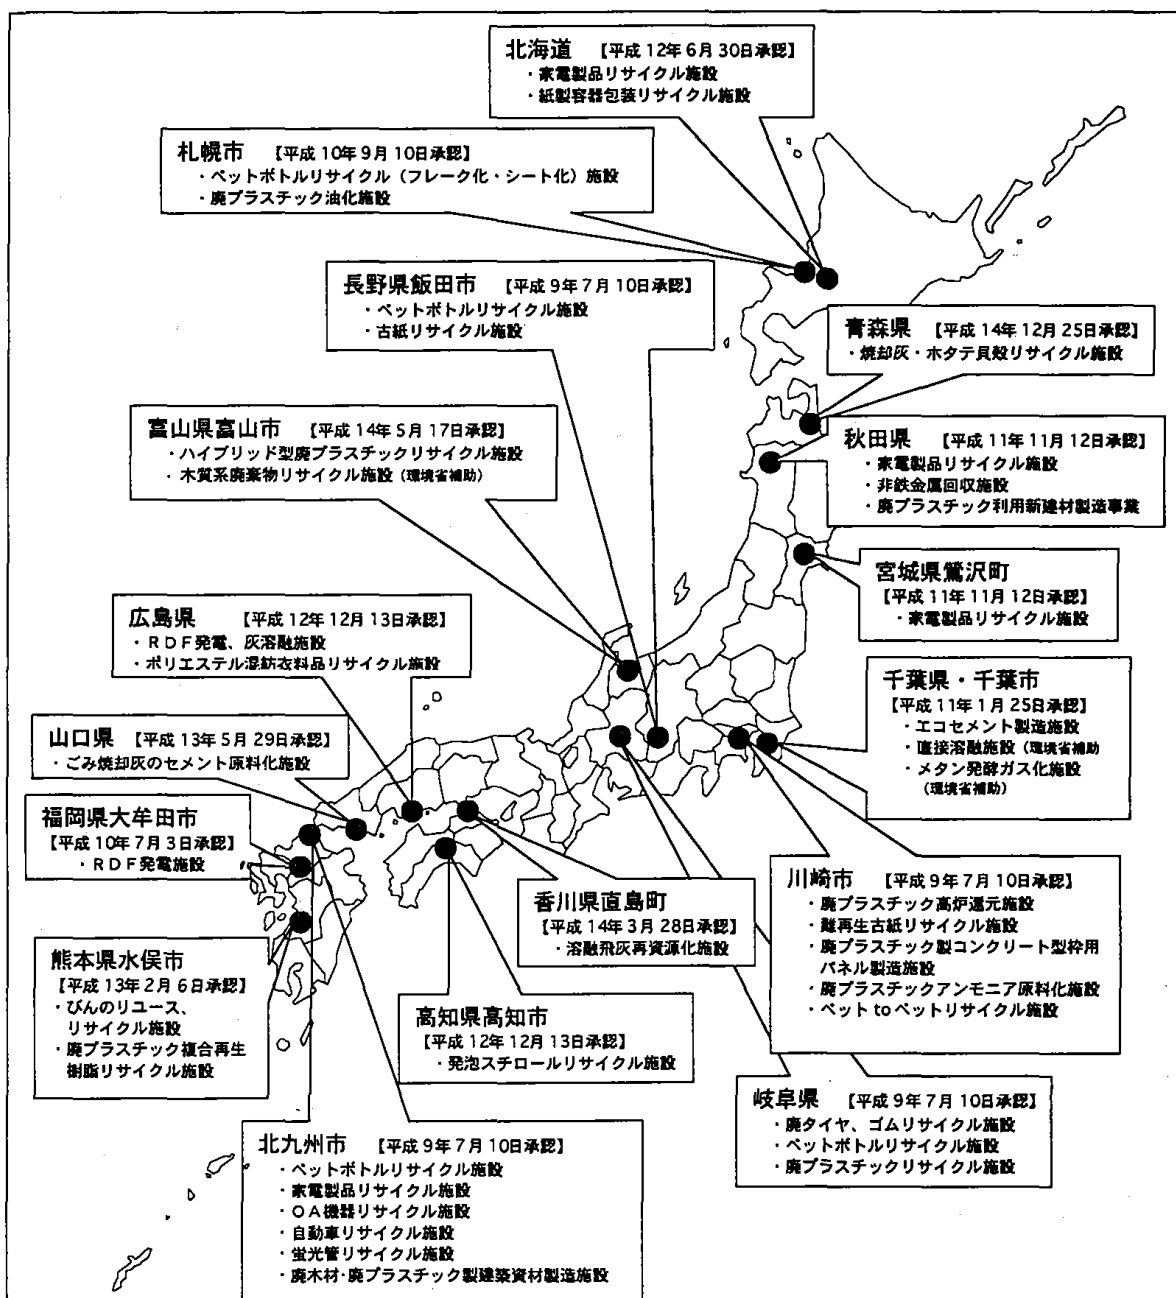 北海道 【平成 12年 6月 30日承認】
・家電製品リサイクル施設
・紙製容器包装リサイクル施設
札幌市 【平成 10年 9月 10日承認】
・ペットボトルリサイクル（フレーク化・シート化）施設
・廃プラスチック油化施設
長野県飯田市 【平成 9年 7月 10日承認】
・ペットボトルリサイクル施設
・古紙リサイクル施設
青森県 【平成 14年 12月 25日承認】
・焼却灰・ホタテ貝殻リサイクル施設
富山県富山市 【平成 14年 5月 17日承認】
・ハイブリッド型廃プラスチックリサイクル施設
・木質系廃棄物リサイクル施設（環境省補助）
秋田県 【平成 11年 11月 12日承認】
・家電製品リサイクル施設
・非鉄金属回収施設
・廃プラスチック利用新建材製造事業
宮城県鶯沢町
【平成 11年 11月 12日承認】
・家電製品リサイクル施設
広島県 【平成 12年 12月 13日承認】
・ＲＤＦ発電、灰溶融施設
・ポリエステル混紡衣料品リサイクル施設
千葉県・千葉市
【平成 11年 1月 25日承認】
・エコセメント製造施設
・直接溶融施設（環境省補助
・メタン発酵ガス化施設
（環境省補助）
山口県 【平成 13年 5月 29日承認】
・ごみ焼却灰のセメント原料化施設
福岡県大牟田市
【平成 10年 7月 3日承認】
・ＲＤＦ発電施設
川崎市 【平成 9年 7月 10日承認】
・廃プラスチック高炉還元施設
・難再生古紙リサイクル施設
・廃プラスチック製コンクリート型枠用
パネル製造施設
・廃プラスチックアンモニア原料化施設
・ペット to ペットリサイクル施設
香川県直島町
【平成 14年 3月 28日承認】
・溶融飛灰再資源化施設
熊本県水俣市
【平成 13年 2月 6日承認】
・びんのリユース、
リサイクル施設
・廃プラスチック複合再生
樹脂リサイクル施設
高知県高知市
【平成 12年 12月 13日承認】
・発泡スチロールリサイクル施設
岐阜県 【平成 9年 7月 10日承認】
・廃タイヤ、ゴムリサイクル施設
・ペットボトルリサイクル施設
・廃プラスチックリサイクル施設
北九州市 【平成 9年 7月 10日承認】
・ペットボトルリサイクル施設
・家電製品リサイクル施設
・ＯＡ機器リサイクル施設
・自動車リサイクル施設
・蛍光管リサイクル施設
・廃木材・廃プラスチック製建築資材製造施設